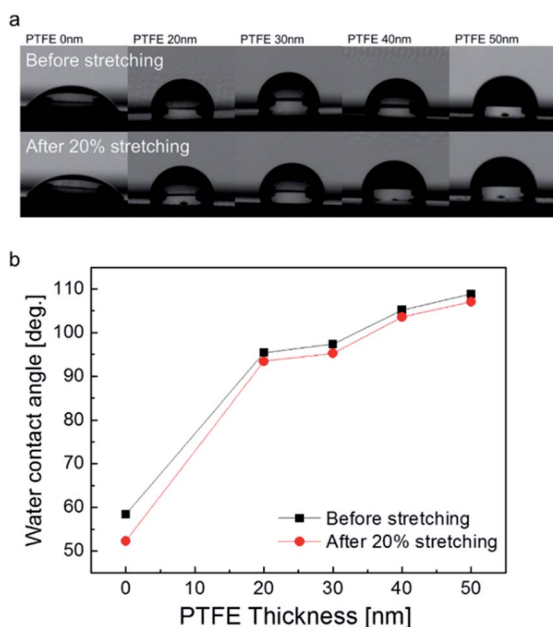 a
PTFE 0nm PTFE 20nm PTFE 30nm PTFE 40nm PTFE 50nm
Before stretching
After 20% stretching
b
Water contact angle [deg.]
110
100
90
80
70
60
50
Before stretching
After 20% stretching
0 10 20 30 40 50
PTFE Thickness [nm]